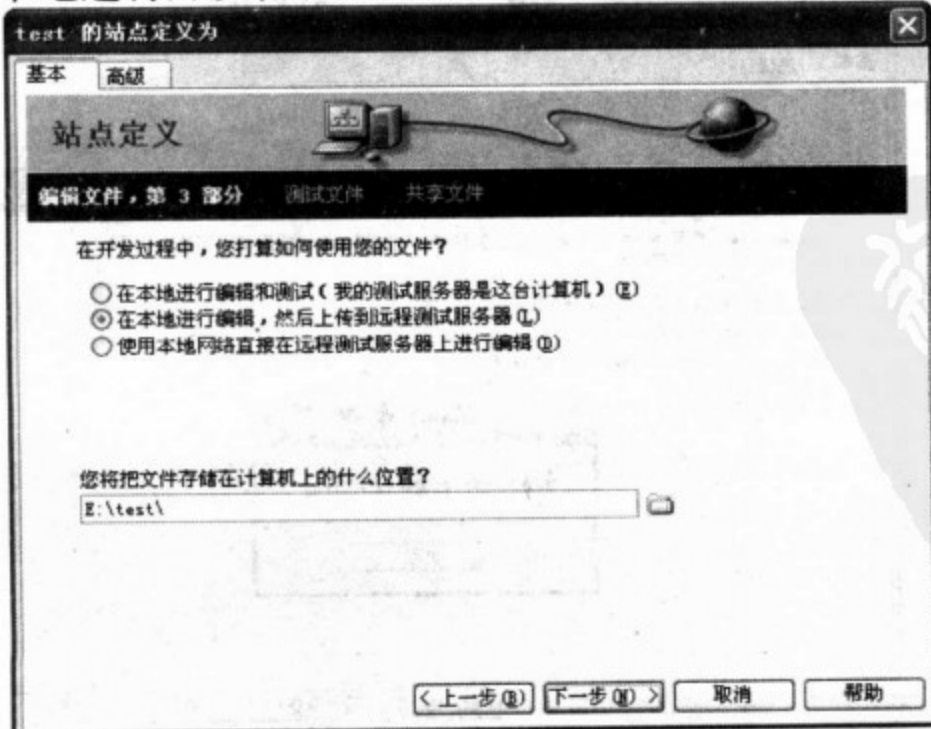 test 的站点定义为
基本 高级
站点定义
编辑文件,第 3 部分 测试文件 共享文件
在开发过程中,您打算如何使用您的文件?
在本地进行编辑和测试(我的测试服务器是这台计算机)(E)
在本地进行编辑,然后上传到远程测试服务器(L)
使用本地网络直接在远程测试服务器上进行编辑(D)
您将把文件存储在计算机上的什么位置?
E:\test\
< 上一步(B) 下一步(N) > 取消 帮助